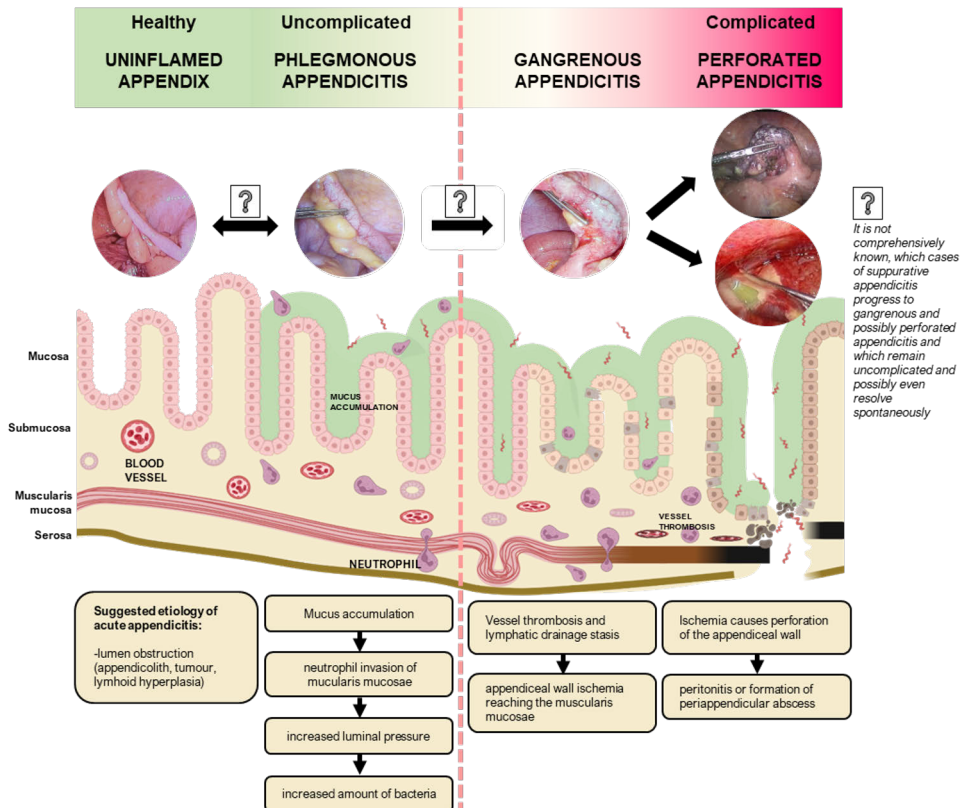 Healthy
UNINFLAMED
APPENDIX
Uncomplicated
PHLEGMONOUS
APPENDICITIS
GANGRENOUS
APPENDICITIS
Complicated
PERFORATED
APPENDICITIS
?
?
?
It is not
comprehensively
known, which cases
of suppurative
appendicitis
progress to
gangrenous and
possibly perforated
appendicitis and
which remain
uncomplicated and
possibly even
resolve
spontaneously
Mucosa
Submucosa
Muscularis
mucosa
Serosa
MUCUS
ACCUMULATION
BLOOD
VESSEL
NEUTROPHIL
VESSEL
THROMBOSIS
Suggested etiology of
acute appendicitis:
-lumen obstruction
(appendicolith, tumour,
lymhoid hyperplasia)
Mucus accumulation
neutrophil invasion of
mucularis mucosae
increased luminal pressure
increased amount of bacteria
Vessel thrombosis and
lymphatic drainage stasis
appendiceal wall ischemia
reaching the muscularis
mucosae
Ischemia causes perforation
of the appendiceal wall
peritonitis or formation of
periappendicular abscess